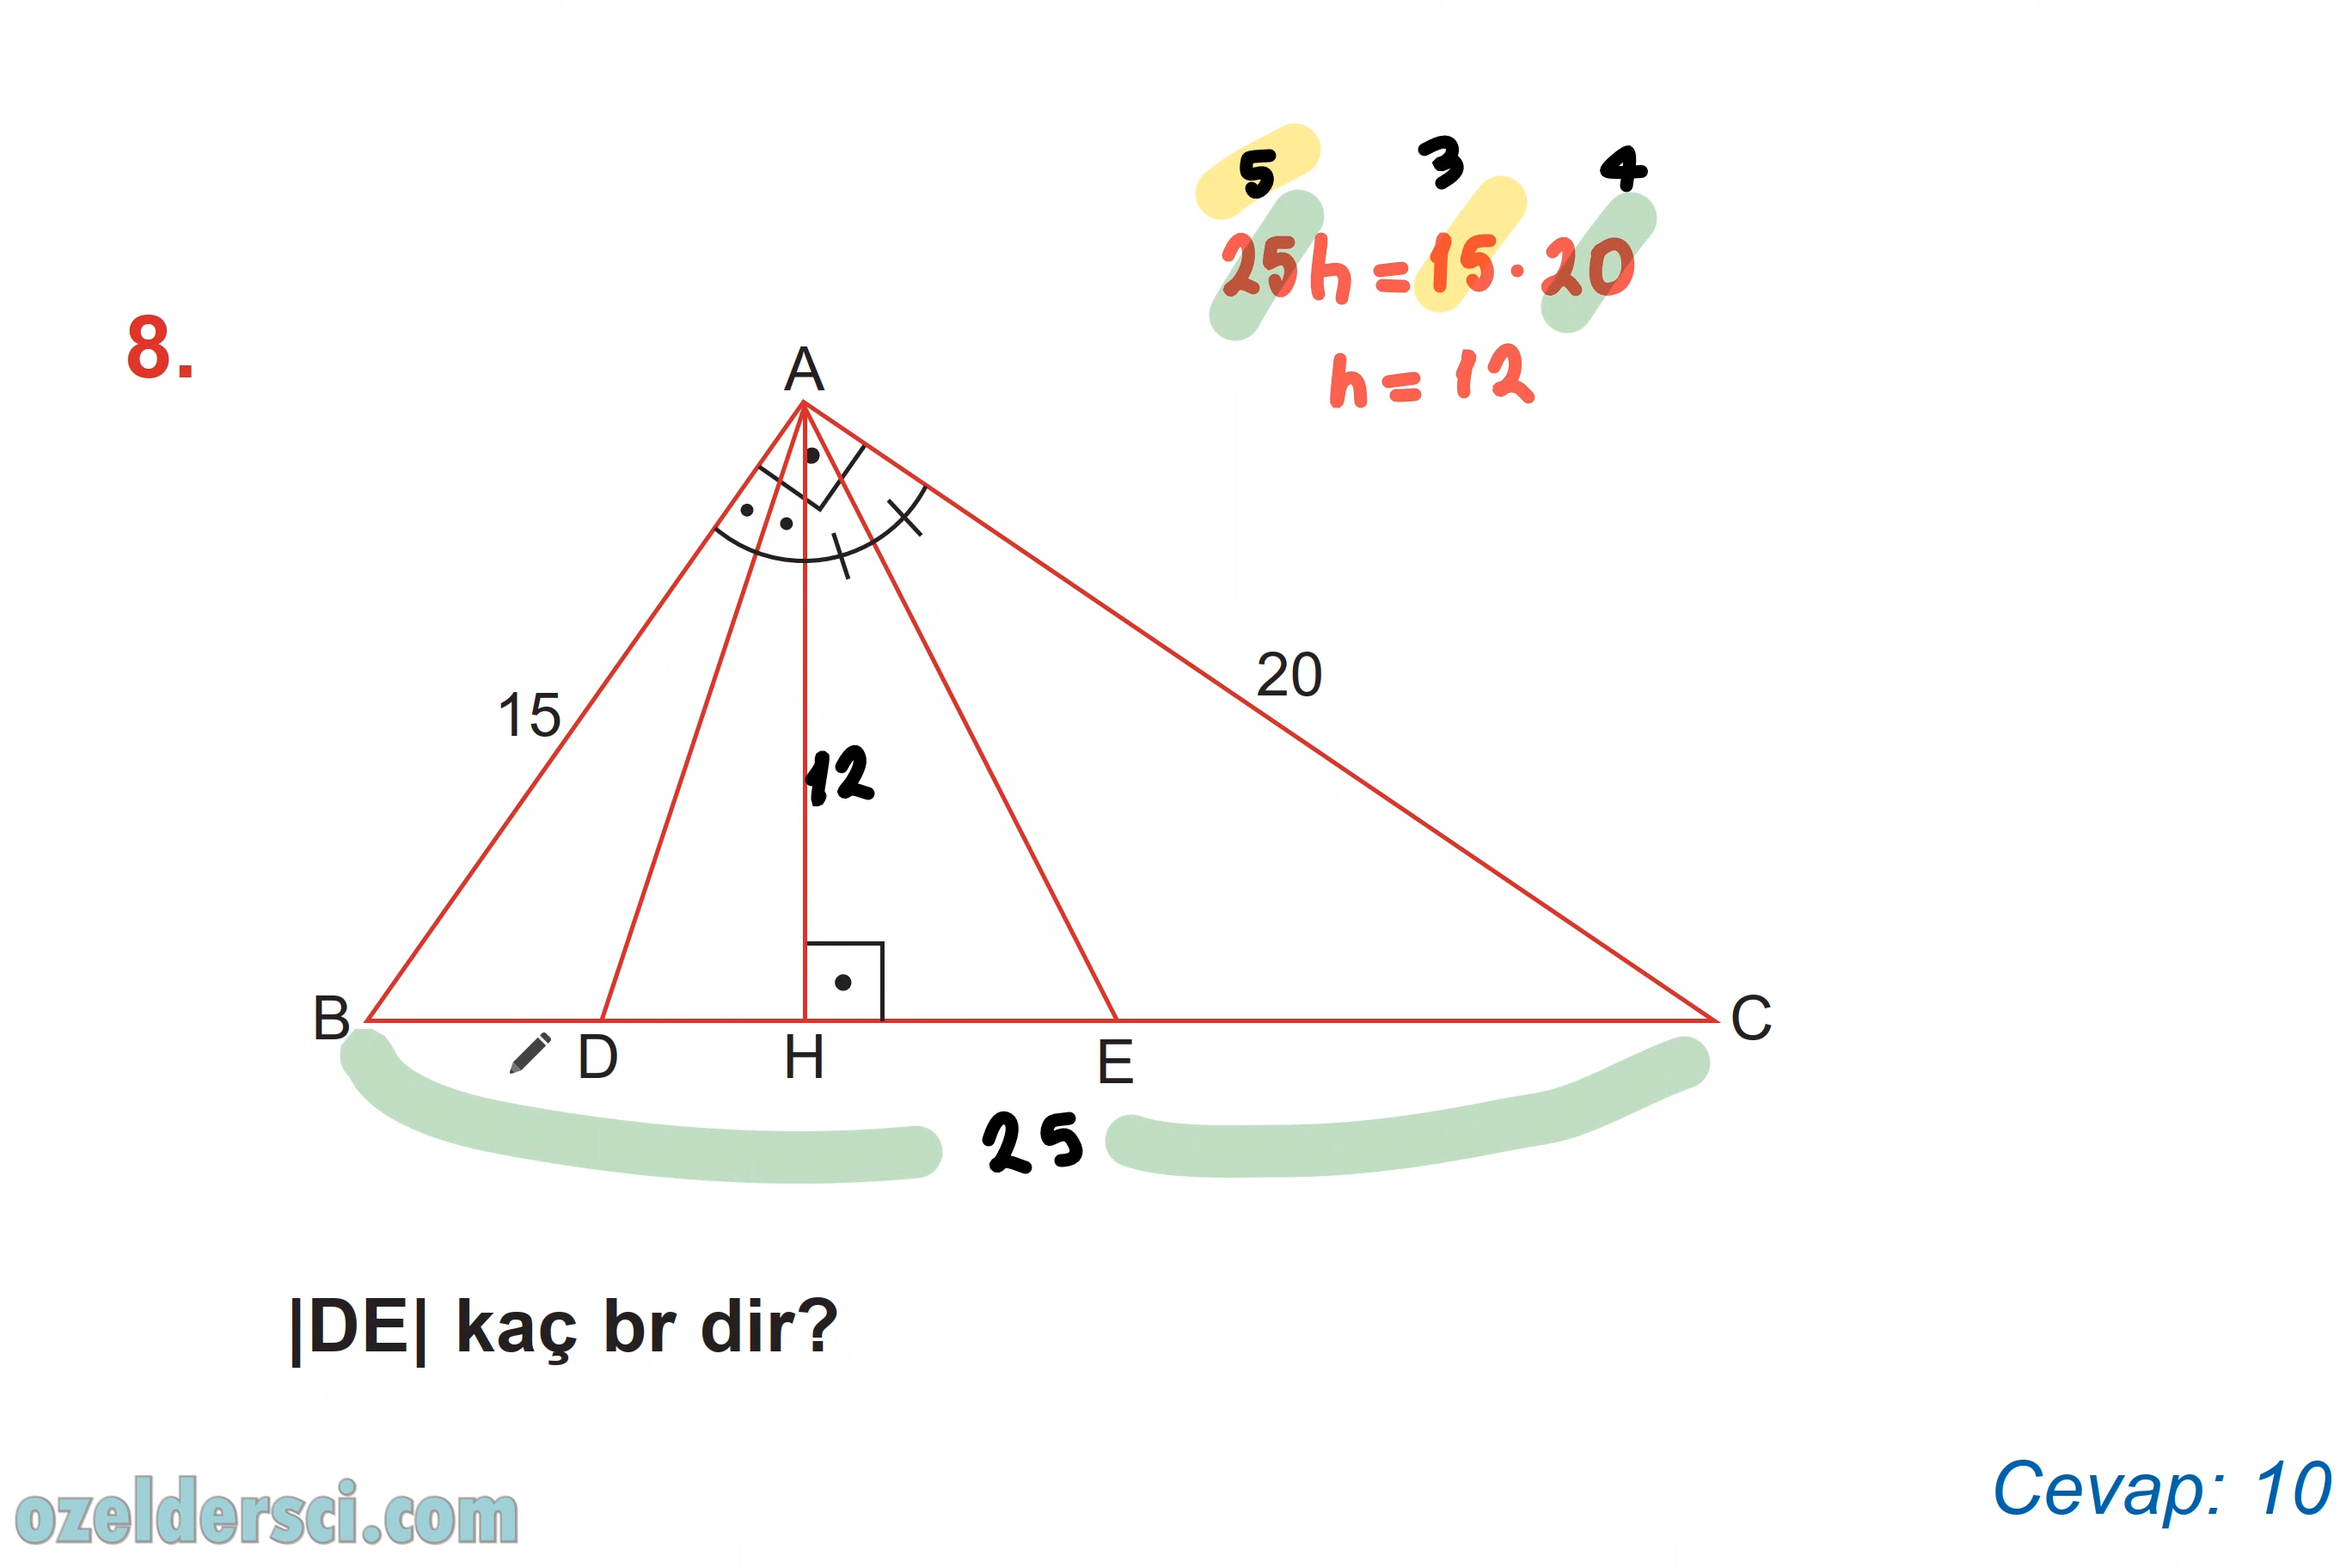 5 3 4
25h = 15 · 20
h = 12
8.
A
15
20
12
B
D
H
E
C
25
|DE| kaç br dir?
ozeldersci.com
Cevap: 10